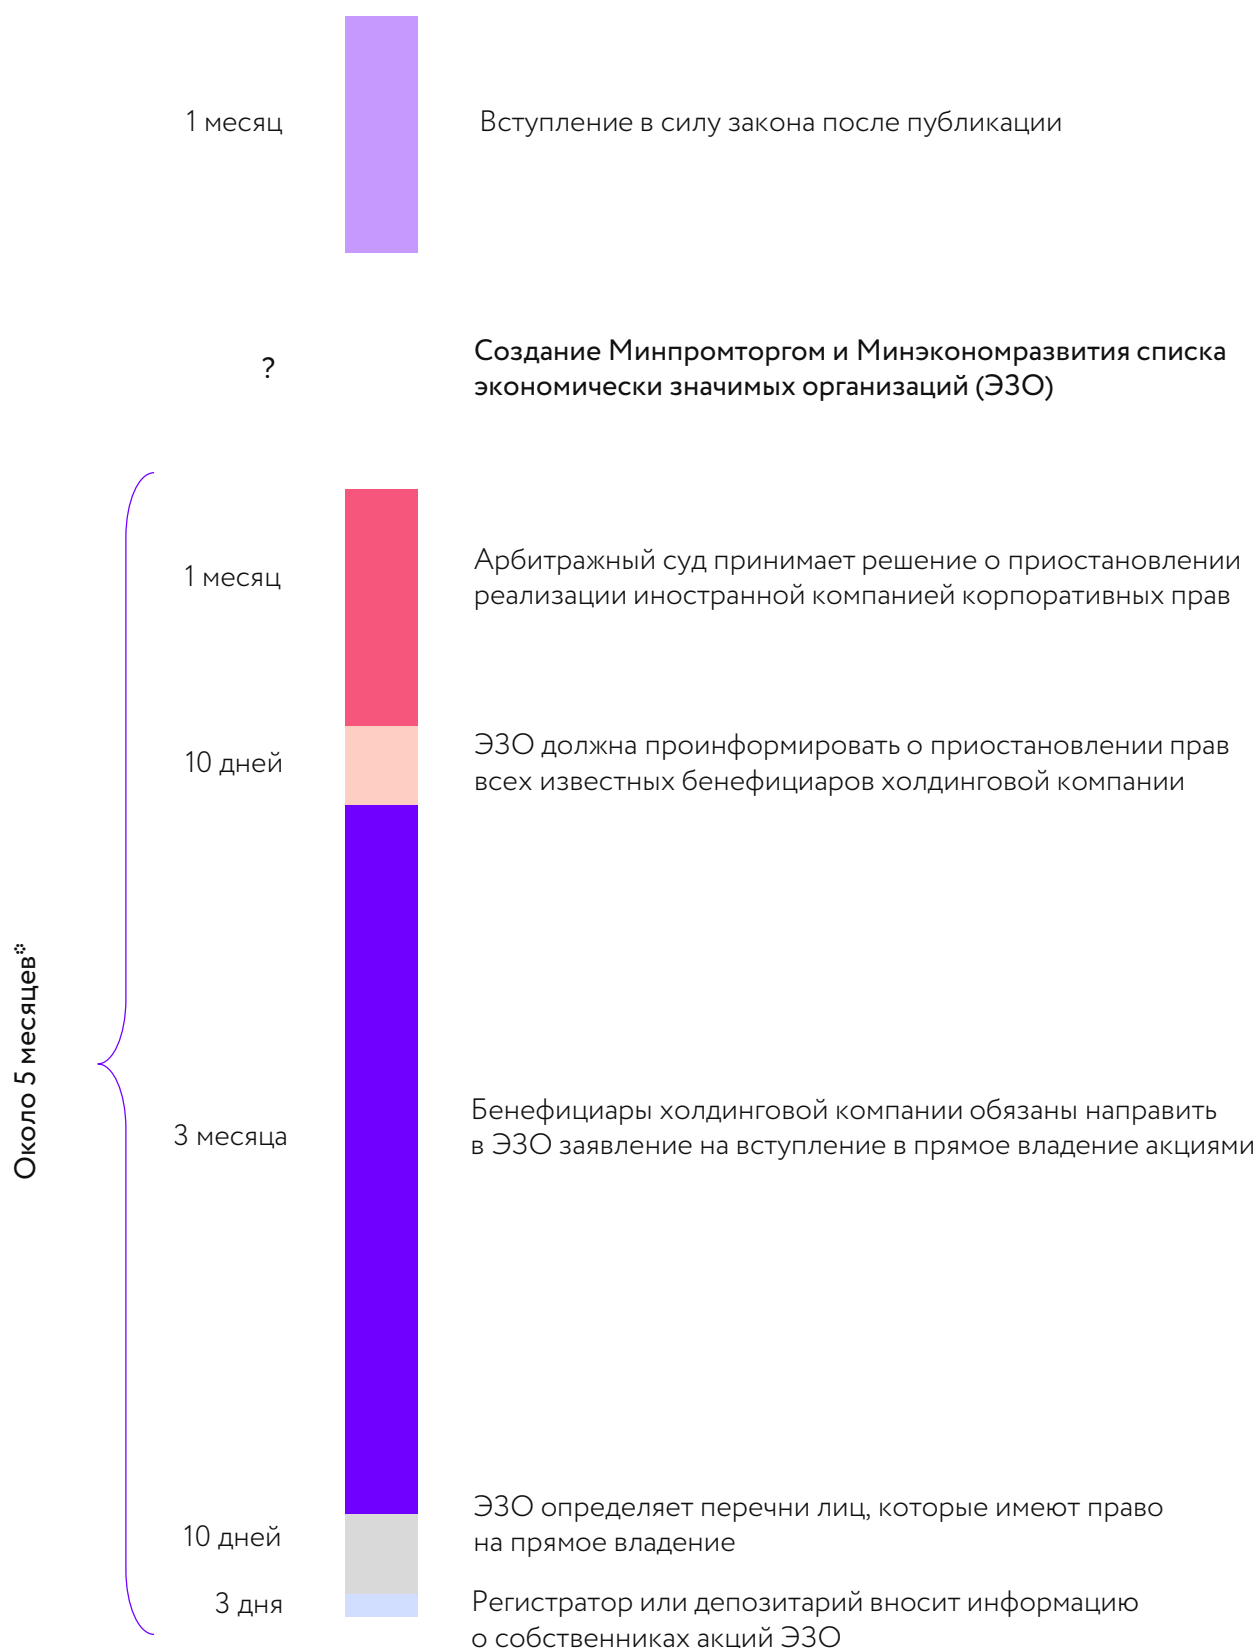 1 месяц
Вступление в силу закона после публикации
?
Создание Минпромторгом и Минэкономразвития списка
экономически значимых организаций (ЭЗО)
Около 5 месяцев*
1 месяц
Арбитражный суд принимает решение о приостановлении
реализации иностранной компанией корпоративных прав
10 дней
ЭЗО должна проинформировать о приостановлении прав
всех известных бенефициаров холдинговой компании
3 месяца
Бенефициары холдинговой компании обязаны направить
в ЭЗО заявление на вступление в прямое владение акциями
10 дней
ЭЗО определяет перечни лиц, которые имеют право
на прямое владение
3 дня
Регистратор или депозитарий вносит информацию
о собственниках акций ЭЗО